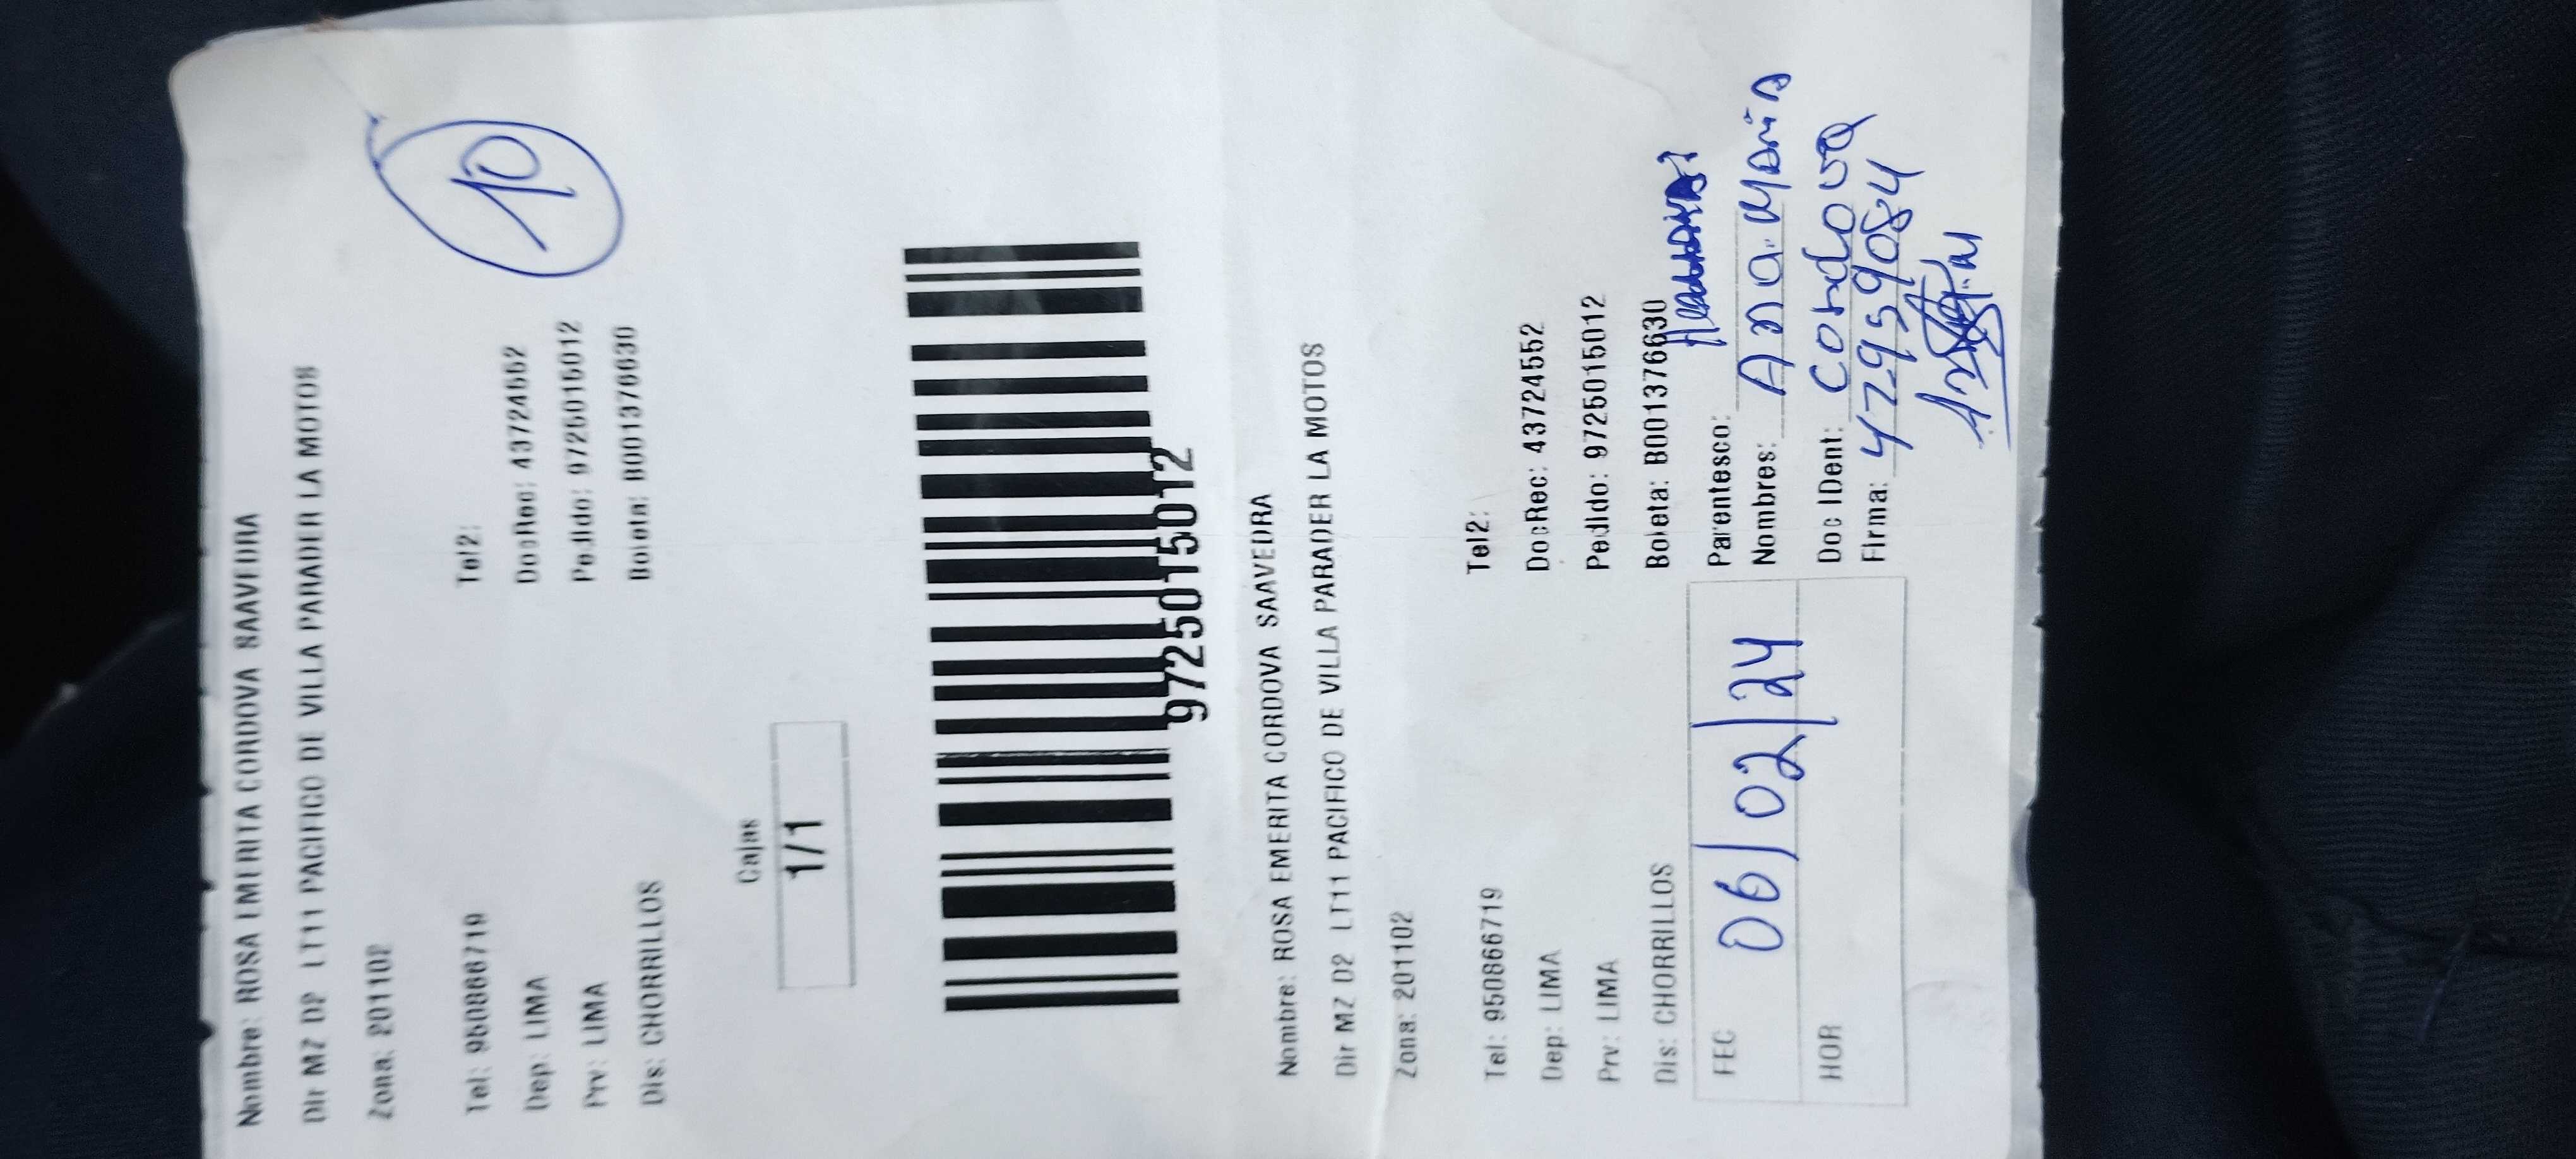 Nombre: ROSA EMERITA CORDOVA SAAVEDRA
Dir MZ D2 LT11 PACIFICO DE VILLA PARADER LA MOTOS
Zona: 201102
10
Tel: 950866719 Tel2:
Dep: LIMA DocRec: 43724552
Prv: LIMA Pedido: 9725015012
Dis: CHORRILLOS Boleta: B001376630
Cajas
1/1
9725015012
Nombre: ROSA EMERITA CORDOVA SAAVEDRA
Dir MZ D2 LT11 PACIFICO DE VILLA PARADER LA MOTOS
Zona: 201102
Tel: 950866719 Tel2:
Dep: LIMA DocRec: 43724552
Prv: LIMA Pedido: 9725015012
Dis: CHORRILLOS Boleta: B001376630
FEC 06/02/24
HOR
Parentesco:
Nombres: Ana María
Doc IDent: Cordova
Firma: 47959084